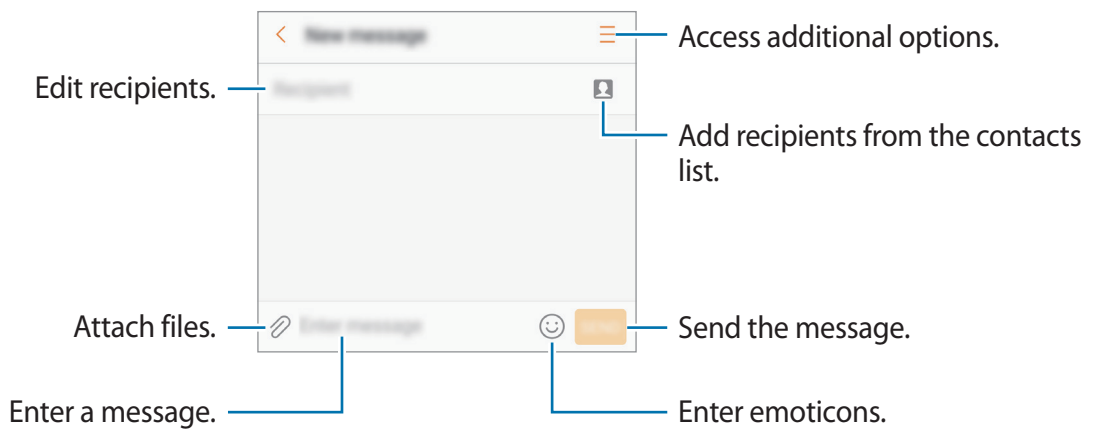 New message
Access additional options.
Edit recipients.
Recipient
Add recipients from the contacts
list.
Attach files.
Enter message
SEND
Send the message.
Enter a message.
Enter emoticons.